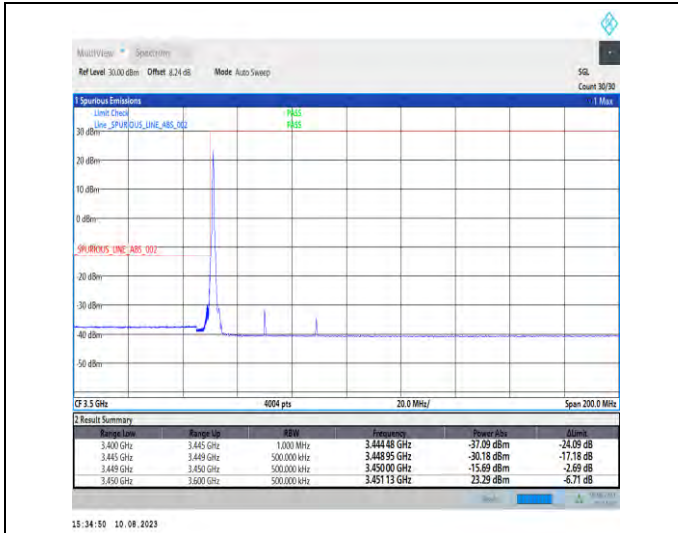 MultiView Spectrum
Ref Level 30.00 dBm Offset 8.24 dB Mode Auto Sweep SGL
Count 30/30
1 Spurious Emissions 1 Max
Limit Check PASS
Line _SPURIOUS_LINE_ABS_002 PASS
30 dBm
20 dBm
10 dBm
0 dBm
_SPURIOUS_LINE_ABS_002
-20 dBm
-30 dBm
-40 dBm
-50 dBm
CF 3.5 GHz 4004 pts 20.0 MHz/ Span 200.0 MHz
2 Result Summary
Range Low Range Up RBW Frequency Power Abs ΔLimit
3.400 GHz 3.445 GHz 1.000 MHz 3.444 48 GHz -37.09 dBm -24.09 dB
3.445 GHz 3.449 GHz 500.000 kHz 3.448 95 GHz -30.18 dBm -17.18 dB
3.449 GHz 3.450 GHz 500.000 kHz 3.450 00 GHz -15.69 dBm -2.69 dB
3.450 GHz 3.600 GHz 500.000 kHz 3.451 13 GHz 23.29 dBm -6.71 dB
15:34:50 10.08.2023